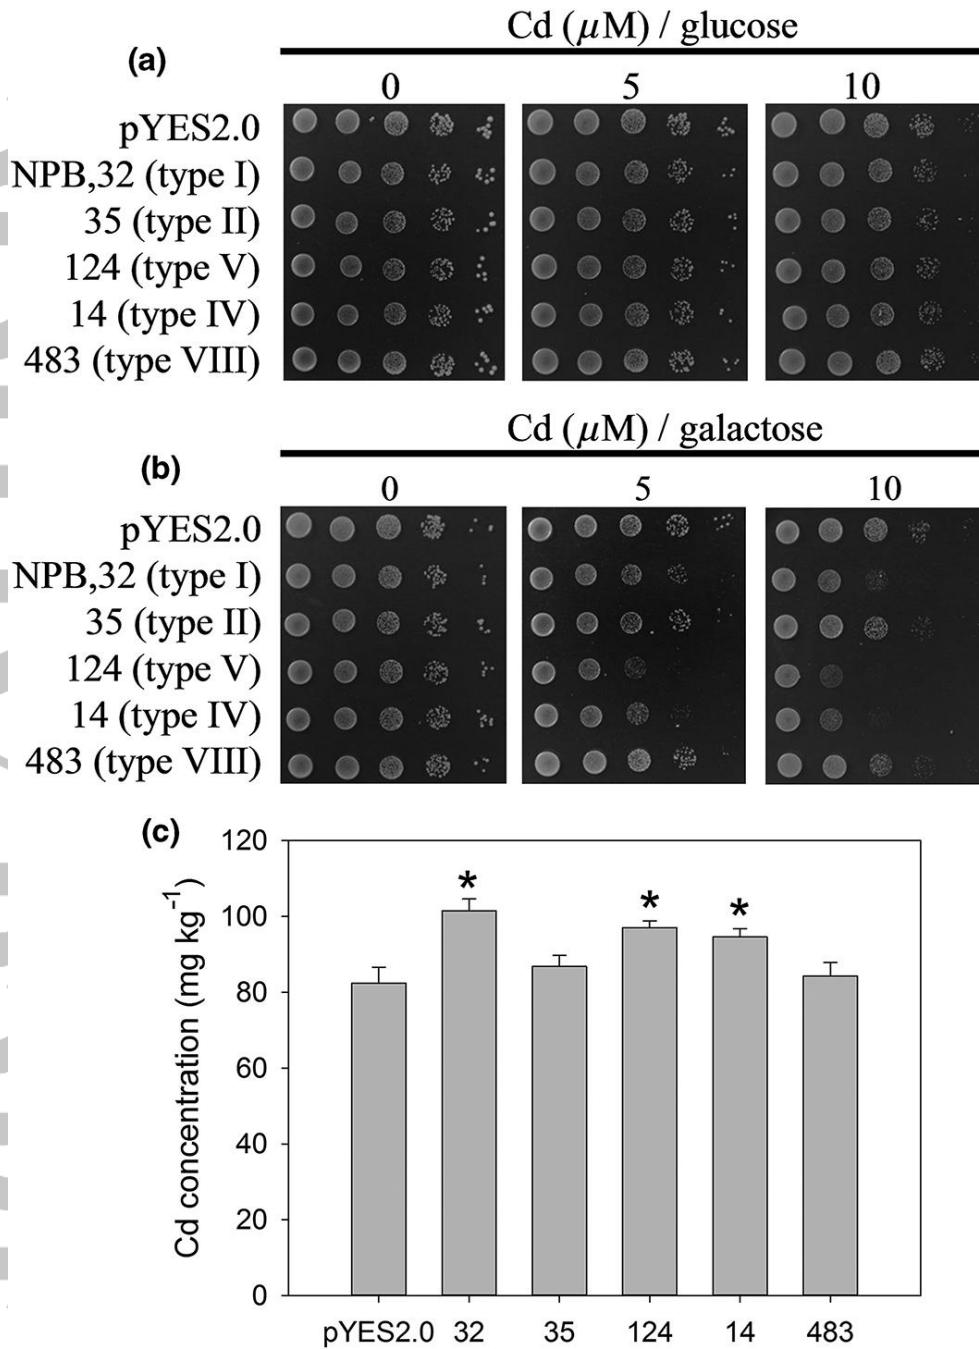 Cd (µM) / glucose
(a)
0 5 10
pYES2.0
NPB,32 (type I)
35 (type II)
124 (type V)
14 (type IV)
483 (type VIII)
Cd (µM) / galactose
(b)
0 5 10
pYES2.0
NPB,32 (type I)
35 (type II)
124 (type V)
14 (type IV)
483 (type VIII)
(c)
120
100
80
60
40
20
0
Cd concentration (mg kg⁻¹)
*
* *
pYES2.0 32 35 124 14 483